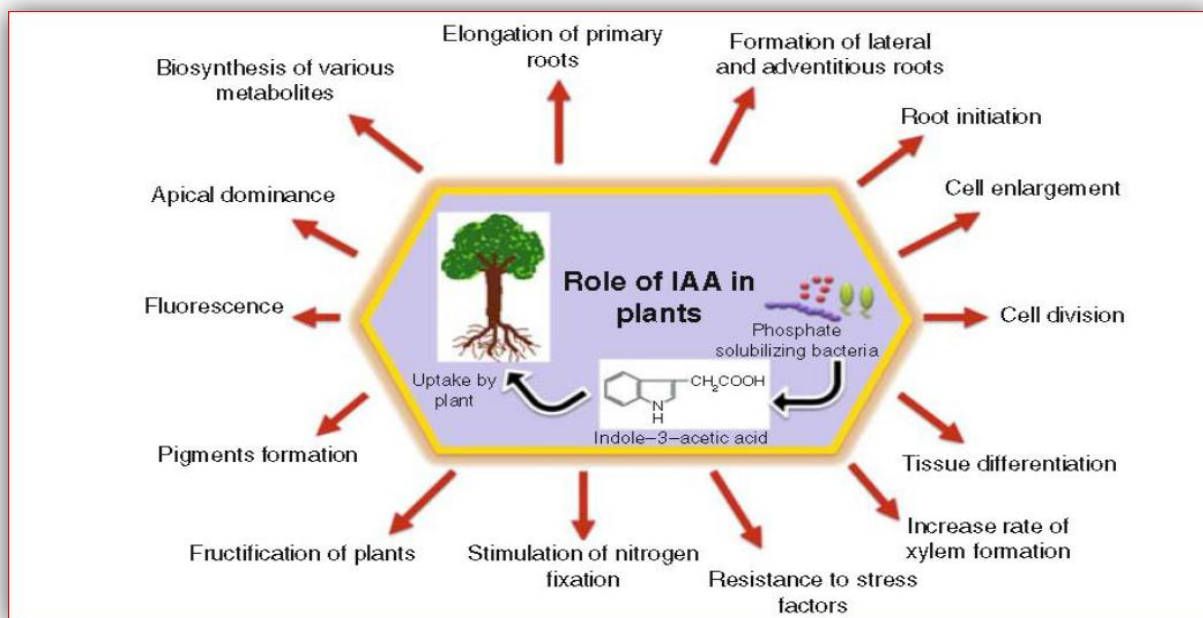 Elongation of primary
roots
Formation of lateral
and adventitious roots
Biosynthesis of various
metabolites
Root initiation
Apical dominance
Cell enlargement
Fluorescence
Cell division
Role of IAA in
plants
Phosphate
solubilizing bacteria
Uptake by
plant
CH2COOH
N
H
Indole–3–acetic acid
Pigments formation
Tissue differentiation
Fructification of plants
Stimulation of nitrogen
fixation
Resistance to stress
factors
Increase rate of
xylem formation